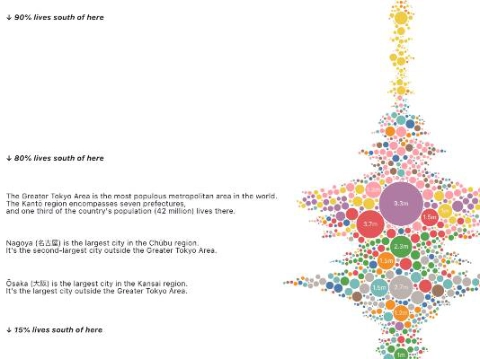 ↓ 90% lives south of here
↓ 80% lives south of here
The Greater Tokyo Area is the most populous metropolitan area in the world.
The Kantō region encompasses seven prefectures,
and one third of the country's population (42 million) lives there.
1.3m
9.3m
1.5m
3.7m
Nagoya (名古屋) is the largest city in the Chūbu region.
It's the second-largest city outside the Greater Tokyo Area.
2.3m
1.5m
Ōsaka (大阪) is the largest city in the Kansai region.
It's the largest city outside the Greater Tokyo Area.
1.5m
2.7m
↓ 15% lives south of here